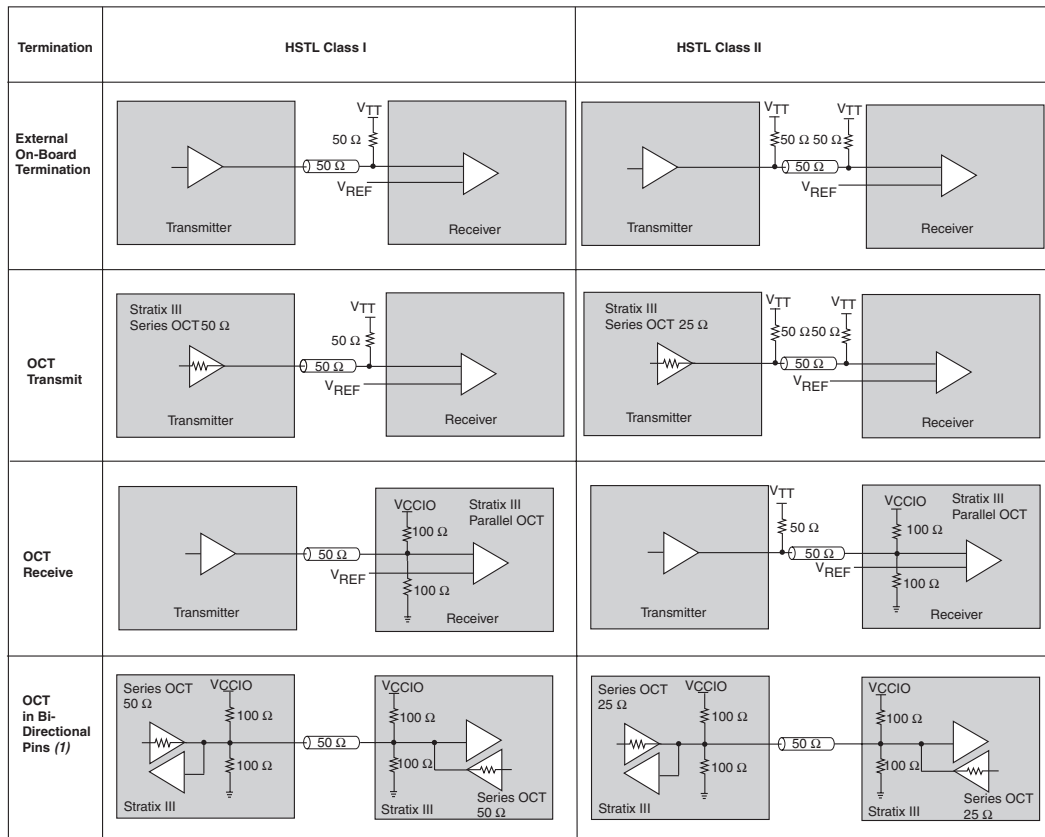 Termination
HSTL Class I
HSTL Class II
External
On-Board
Termination
VTT
50 Ω
50 Ω
VREF
Transmitter
Receiver
VTT
VTT
50 Ω 50 Ω
50 Ω
VREF
Transmitter
Receiver
OCT
Transmit
Stratix III
Series OCT 50 Ω
VTT
50 Ω
50 Ω
VREF
Transmitter
Receiver
Stratix III
Series OCT 25 Ω
VTT
VTT
50 Ω 50 Ω
50 Ω
VREF
Transmitter
Receiver
OCT
Receive
VCCIO
Stratix III
Parallel OCT
100 Ω
50 Ω
VREF
100 Ω
Transmitter
Receiver
VTT
50 Ω
VCCIO
Stratix III
Parallel OCT
100 Ω
50 Ω
VREF
100 Ω
Transmitter
Receiver
OCT
in Bi-
Directional
Pins (1)
Series OCT
50 Ω
VCCIO
100 Ω
100 Ω
Stratix III
50 Ω
VCCIO
100 Ω
100 Ω
Stratix III
Series OCT
50 Ω
Series OCT
25 Ω
VCCIO
100 Ω
100 Ω
Stratix III
50 Ω
VCCIO
100 Ω
100 Ω
Stratix III
Series OCT
25 Ω